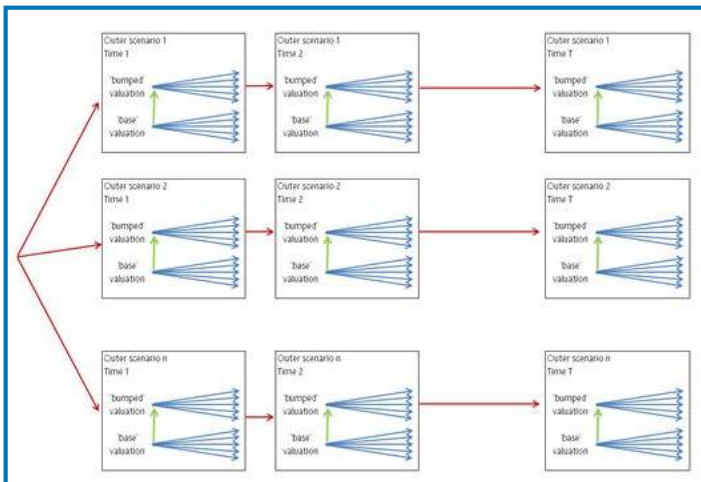 Outer scenario 1
Time 1
'bumped'
valuation
'base'
valuation
Outer scenario 1
Time 2
'bumped'
valuation
'base'
valuation
Outer scenario 1
Time T
'bumped'
valuation
'base'
valuation
Outer scenario 2
Time 1
'bumped'
valuation
'base'
valuation
Outer scenario 2
Time 2
'bumped'
valuation
'base'
valuation
Outer scenario 2
Time T
'bumped'
valuation
'base'
valuation
Outer scenario n
Time 1
'bumped'
valuation
'base'
valuation
Outer scenario n
Time 2
'bumped'
valuation
'base'
valuation
Outer scenario n
Time T
'bumped'
valuation
'base'
valuation